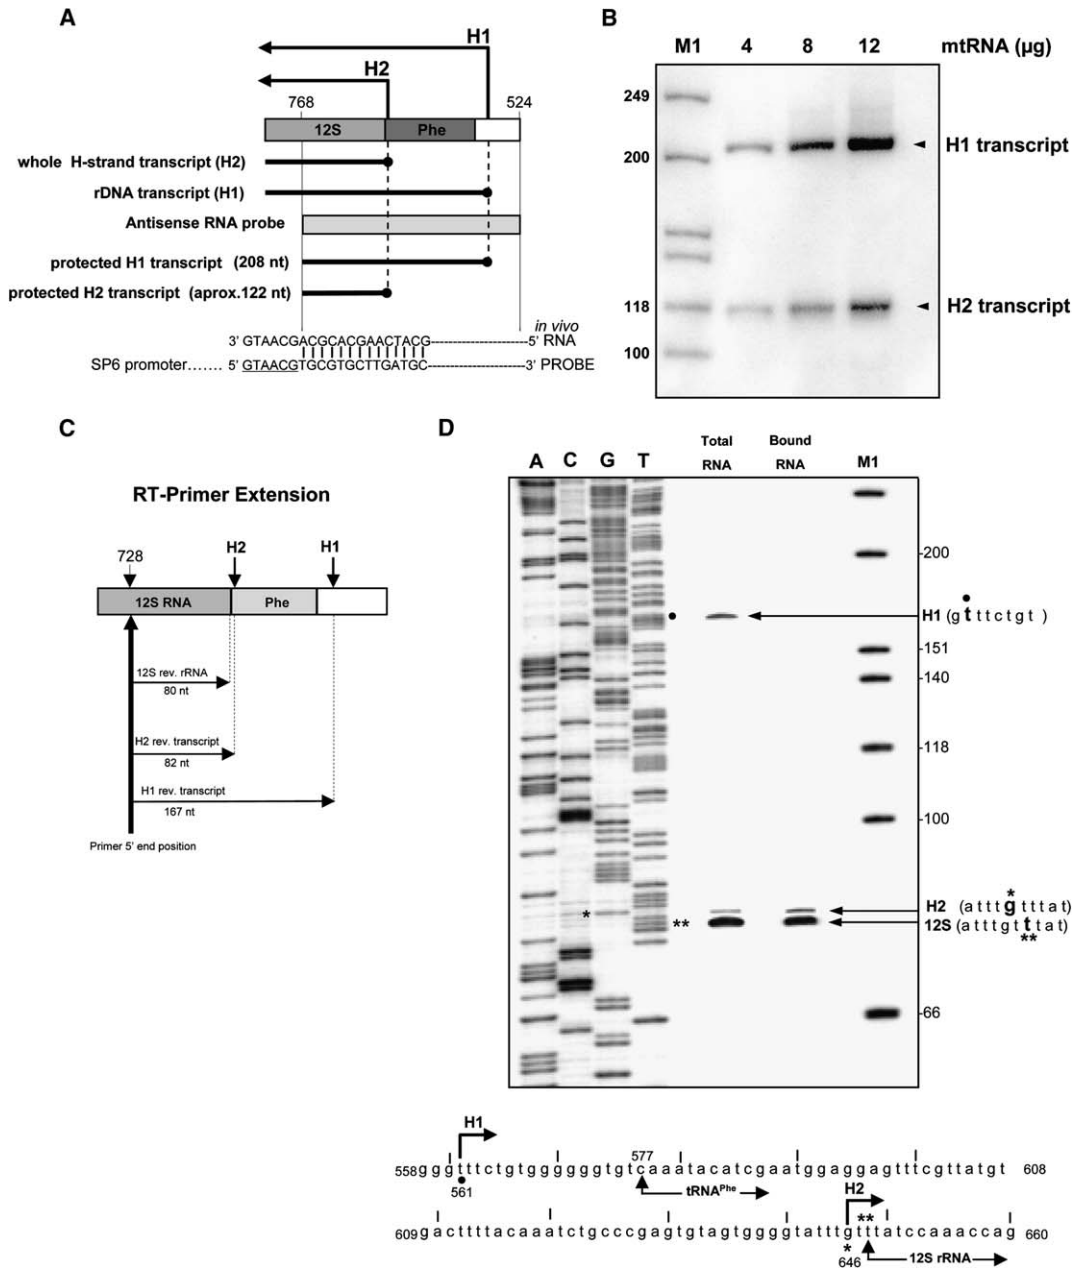 A
H1
H2
768
524
12S
Phe
whole H-strand transcript (H2)
rDNA transcript (H1)
Antisense RNA probe
protected H1 transcript (208 nt)
protected H2 transcript (aprox.122 nt)
in vivo
3' GTAACGACGCACGAACTACG-----------------------5' RNA
SP6 promoter....... 5' GTAACGTGCGTGCTTGATGC-----------------------3' PROBE
B
M1 4 8 12 mtRNA (µg)
249
H1 transcript
200
118
H2 transcript
100
C
RT-Primer Extension
728
H2
H1
12S RNA
Phe
12S rev. rRNA
80 nt
H2 rev. transcript
82 nt
H1 rev. transcript
167 nt
Primer 5' end position
D
A C G T
Total RNA
Bound RNA
M1
-200
•
H1 (g t t t c t g t )
-151
-140
-118
-100
*
H2 (a t t t g t t t a t)
12S (a t t t g t t t a t)
**
*
**
-66
H1
558 g g g t t t c t g t g g g g g g t g t c a a a t a c a t c g a a t g g a g g a g t t t c g t t a t g t 608
561
577
tRNAPhe
H2
**
609 g a c t t t t a c a a a t c t g c c c g a g t g t a g t g g g g t a t t t g t t t a t c c a a a c c a g 660
*
646
12S rRNA